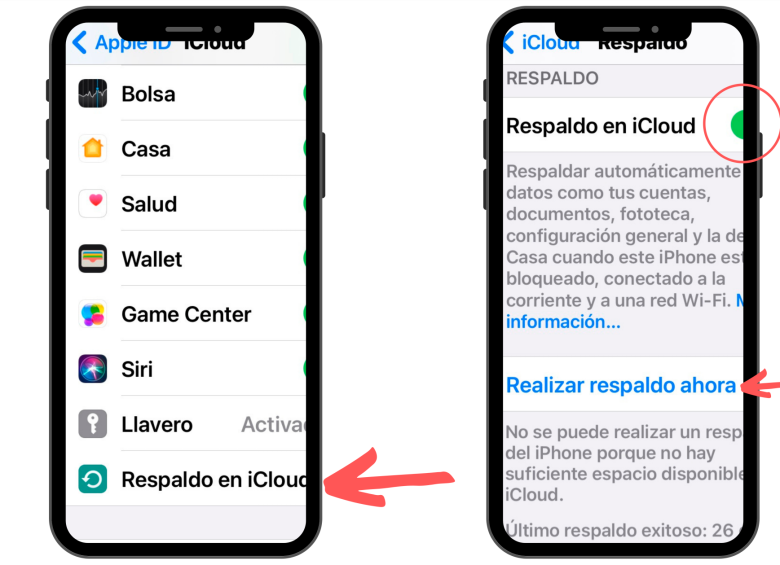 Apple ID iCloud
Bolsa
Casa
Salud
Wallet
Game Center
Siri
Llavero Activa
Respaldo en iCloud
iCloud Respaldo
RESPALDO
Respaldo en iCloud
Respaldar automáticamente
datos como tus cuentas,
documentos, fototeca,
configuración general y la de
Casa cuando este iPhone est
bloqueado, conectado a la
corriente y a una red Wi-Fi. M
información...
Realizar respaldo ahora
No se puede realizar un resp
del iPhone porque no hay
suficiente espacio disponible
iCloud.
Último respaldo exitoso: 26